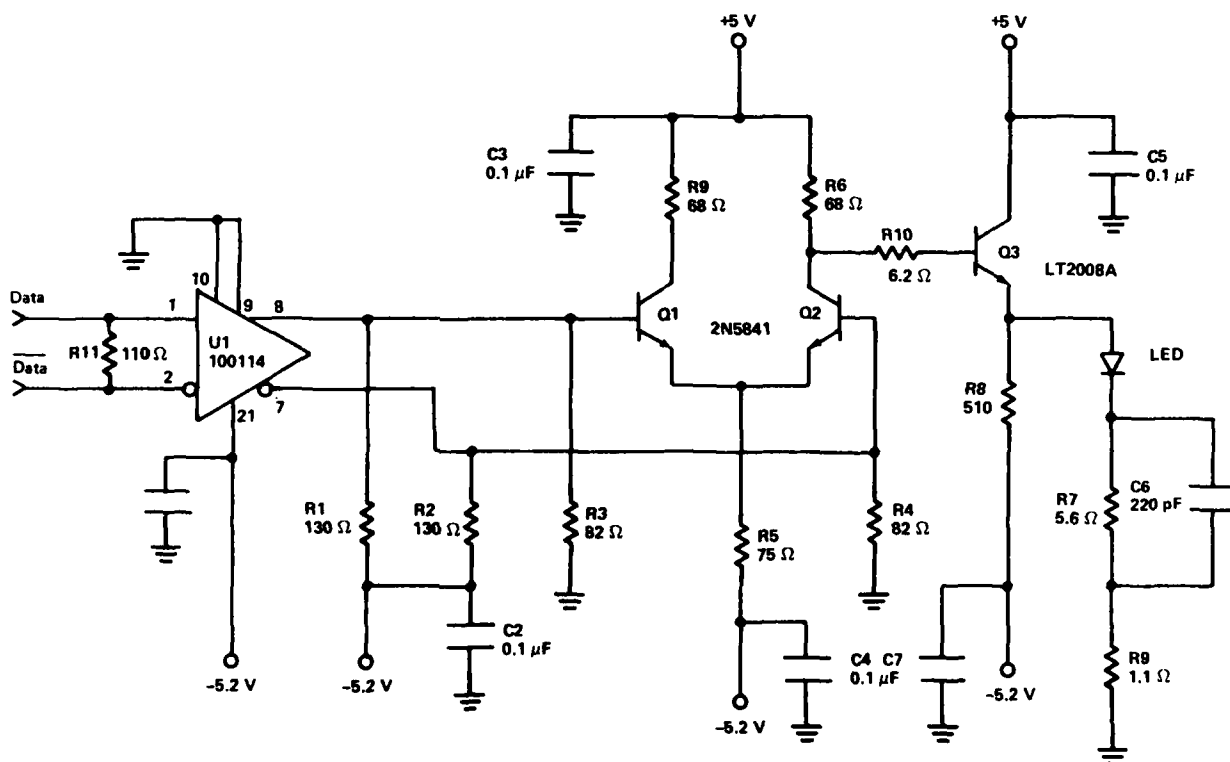 +5 V
+5 V
C3
0.1 μF
R9
68 Ω
R6
68 Ω
C5
0.1 μF
R10
6.2 Ω
Q3
LT2008A
10
Data
1
9
8
U1
100114
R11
110 Ω
Data
2
7
21
Q1
2N5841
Q2
LED
R8
510
R1
130 Ω
R2
130 Ω
R3
82 Ω
R5
75 Ω
R4
82 Ω
R7
5.6 Ω
C6
220 pF
C2
0.1 μF
C4
C7
0.1 μF
R9
1.1 Ω
–5.2 V
–5.2 V
–5.2 V
–5.2 V